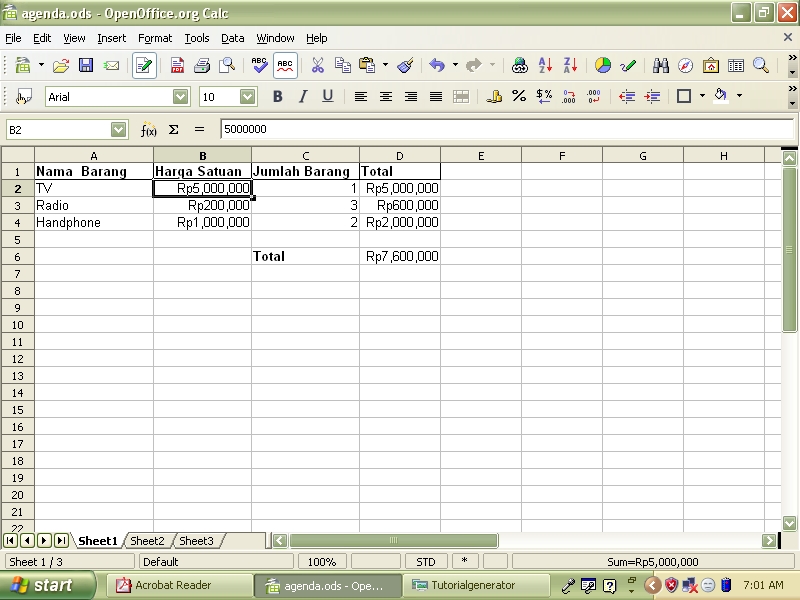 agenda.ods - OpenOffice.org Calc
File Edit View Insert Format Tools Data Window Help
ABC ABC
Arial 10 B I U
B2 f(x) Σ = 5000000
A B C D E F G H
1 Nama Barang Harga Satuan Jumlah Barang Total
2 TV Rp5,000,000 1 Rp5,000,000
3 Radio Rp200,000 3 Rp600,000
4 Handphone Rp1,000,000 2 Rp2,000,000
5
6 Total Rp7,600,000
7
8
9
10
11
12
13
14
15
16
17
18
19
20
21
22
Sheet1 Sheet2 Sheet3
Sheet 1 / 3 Default 100% STD * Sum=Rp5,000,000
start Acrobat Reader agenda.ods - Ope... Tutorialgenerator 7:01 AM